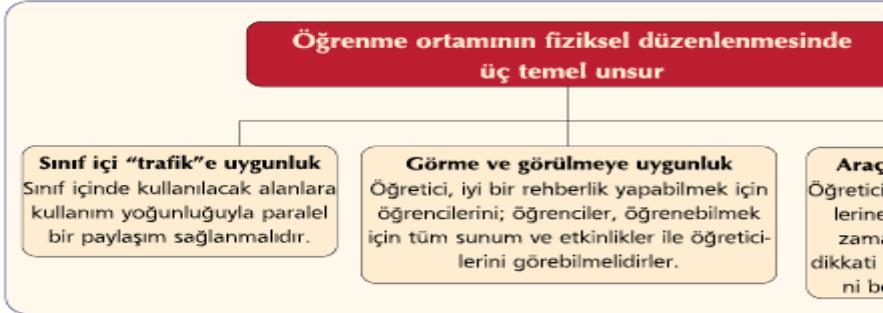 Öğrenme ortamının fiziksel düzenlenmesinde
üç temel unsur
Sınıf içi “trafik”e uygunluk
Sınıf içinde kullanılacak alanlara
kullanım yoğunluğuyla paralel
bir paylaşım sağlanmalıdır.
Görme ve görülmeye uygunluk
Öğretici, iyi bir rehberlik yapabilmek için
öğrencilerini; öğrenciler, öğrenebilmek
için tüm sunum ve etkinlikler ile öğretici-
lerini görebilmelidirler.
Araç
Öğretici
lerine
zama
dikkati
ni be